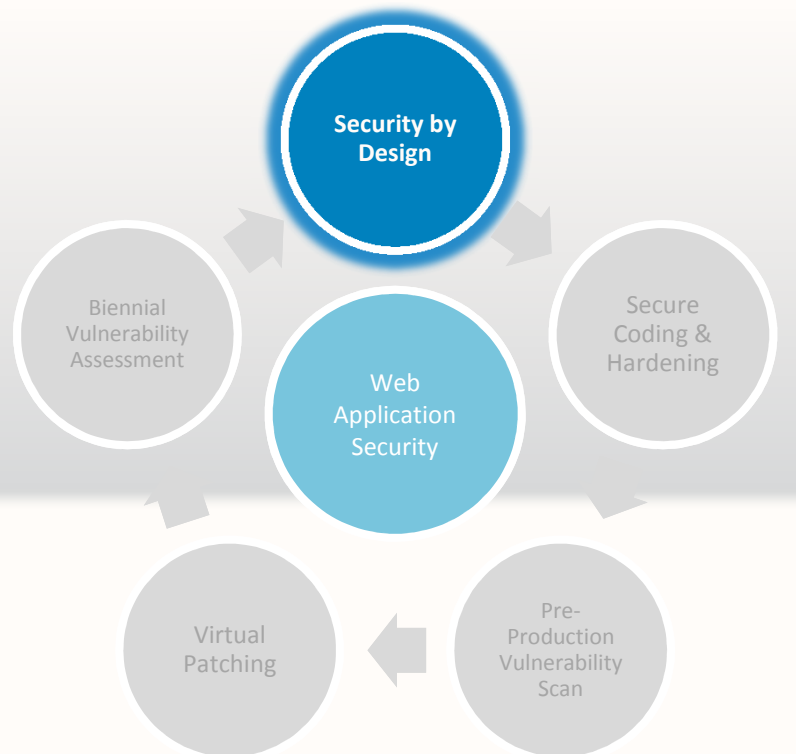 Security by
Design
Secure
Coding &
Hardening
Pre-
Production
Vulnerability
Scan
Virtual
Patching
Biennial
Vulnerability
Assessment
Web
Application
Security